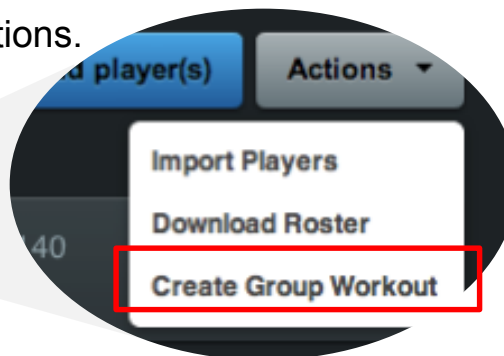 tions.
player(s)
Actions
Import Players
Download Roster
140
Create Group Workout